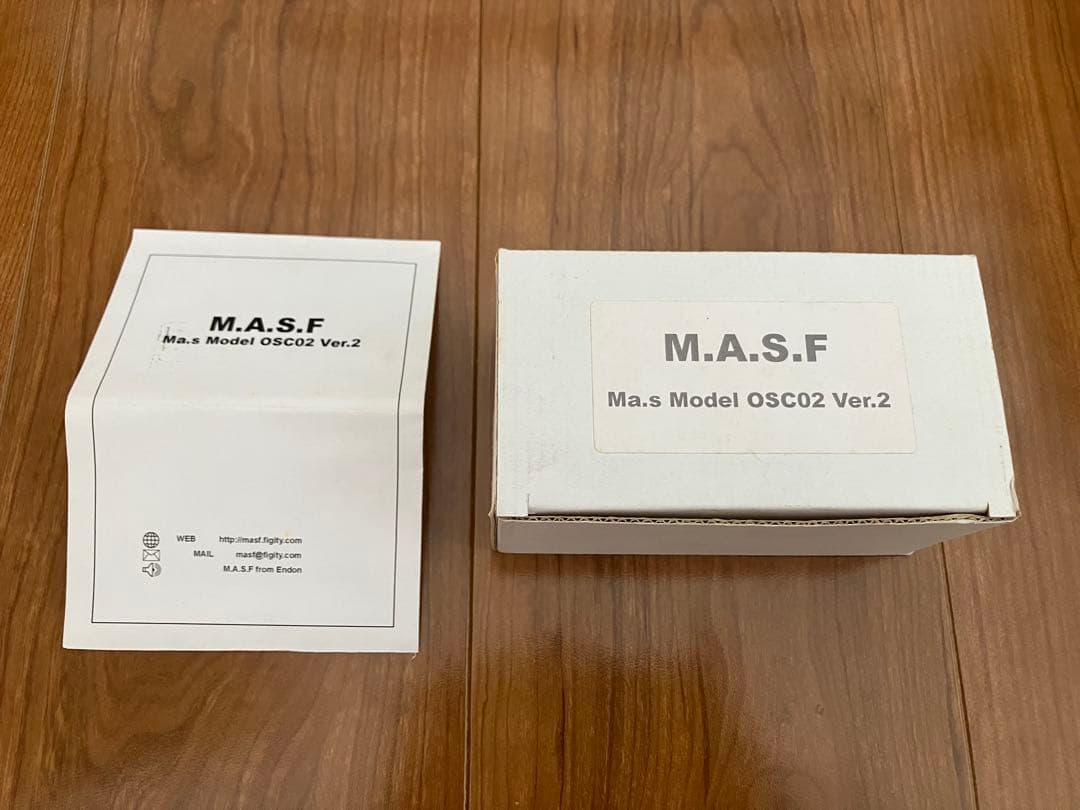 M.A.S.F
Ma.s Model OSC02 Ver.2
WEB http://masf.figity.com
MAIL masf@figity.com
M.A.S.F from Endon
M.A.S.F
Ma.s Model OSC02 Ver.2